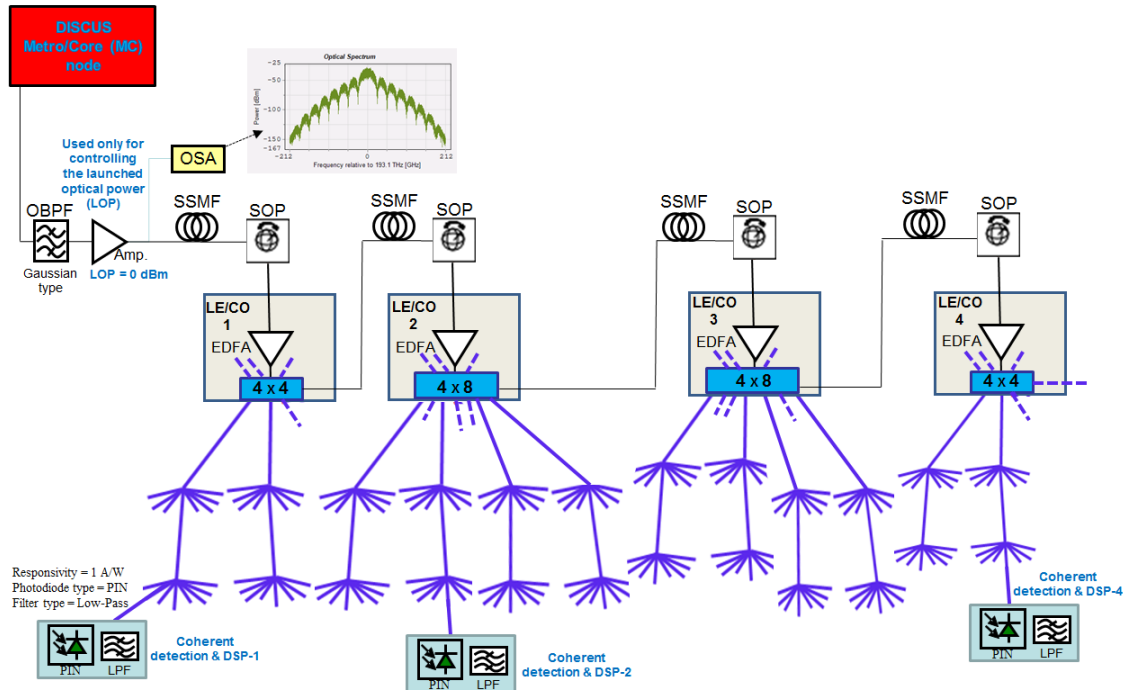 DISCUS
Metro/Core (MC)
node
Optical Spectrum
Power [dBm]
-25
-50
-100
-150
-167
-212
0
212
Frequency relative to 193.1 THz [GHz]
Used only for
controlling
the launched
optical power
(LOP)
OSA
OBPF
Gaussian
type
Amp.
LOP = 0 dBm
SSMF
SOP
SSMF
SOP
SSMF
SOP
SSMF
SOP
LE/CO
1
EDFA
4 x 4
LE/CO
2
EDFA
4 x 8
LE/CO
3
EDFA
4 x 8
LE/CO
4
EDFA
4 x 4
Responsivity = 1 A/W
Photodiode type = PIN
Filter type = Low-Pass
PIN
LPF
Coherent
detection & DSP-1
PIN
LPF
Coherent
detection & DSP-2
Coherent
detection & DSP-4
PIN
LPF